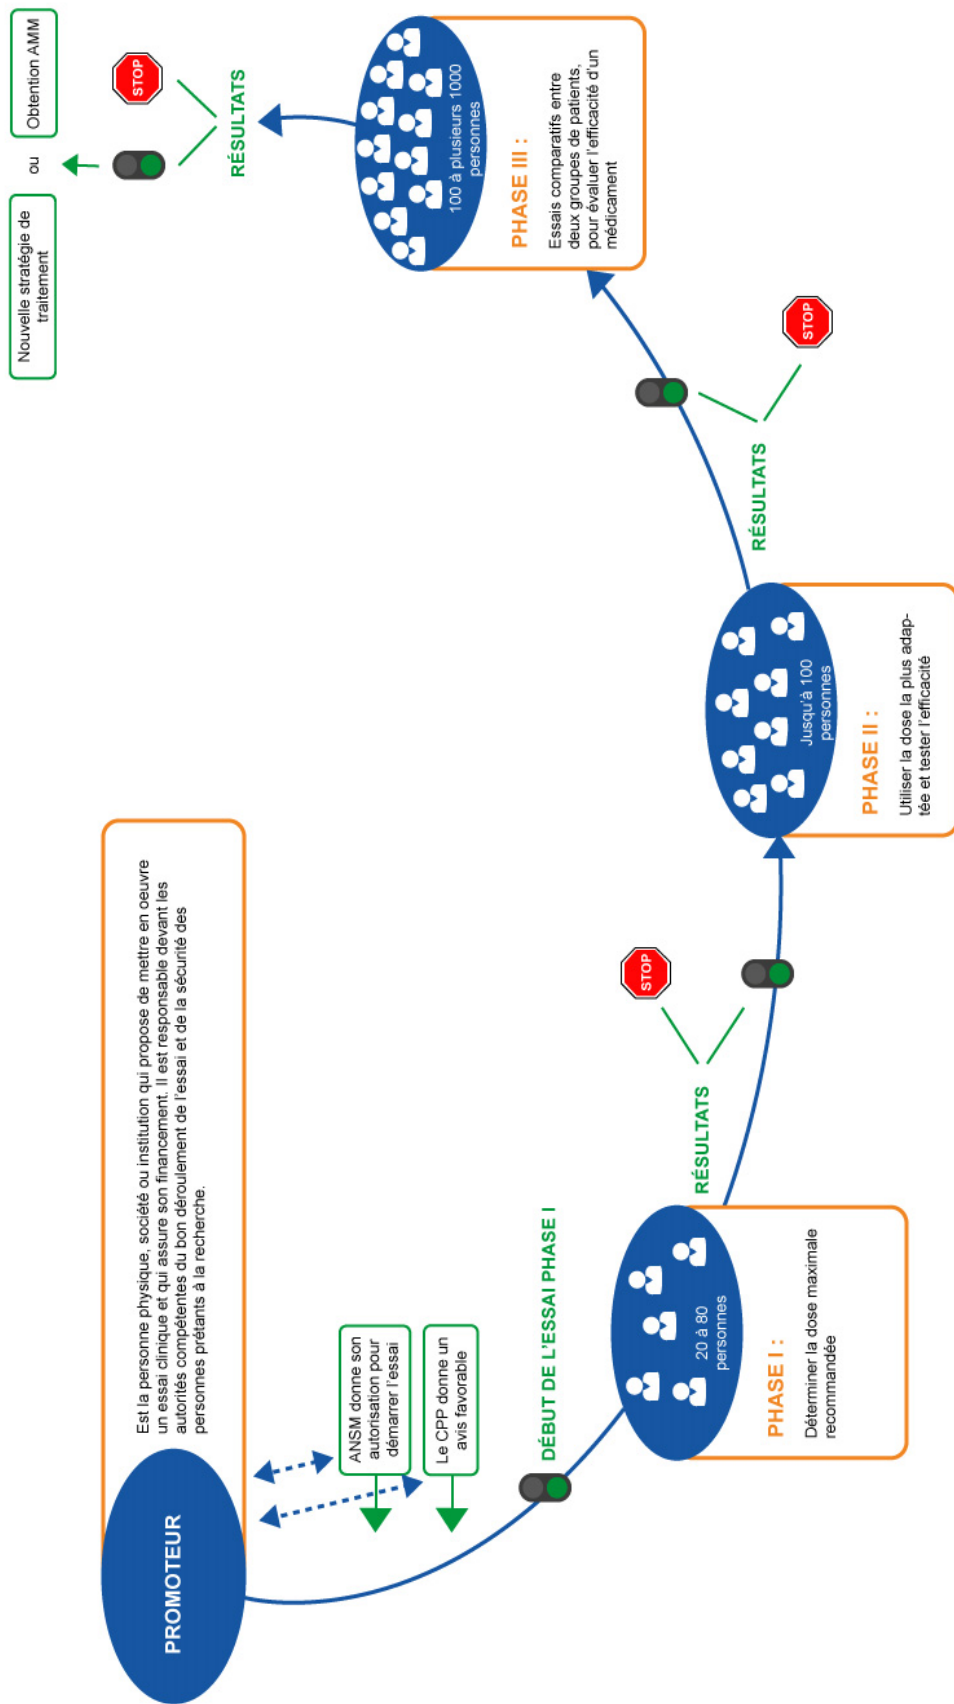 PROMOTEUR
Est la personne physique, société ou institution qui propose de mettre en oeuvre
un essai clinique et qui assure son financement. Il est responsable devant les
autorités compétentes du bon déroulement de l'essai et de la sécurité des
personnes prêtants à la recherche.
ANSM donne son
autorisation pour
démarrer l'essai
Le CPP donne un
avis favorable
DÉBUT DE L'ESSAI PHASE I
20 à 80
personnes
PHASE I :
Déterminer la dose maximale
recommandée
RÉSULTATS
STOP
Jusqu'à 100
personnes
PHASE II :
Utiliser la dose la plus adap-
tée et tester l'efficacité
RÉSULTATS
STOP
100 à plusieurs 1000
personnes
PHASE III :
Essais comparatifs entre
deux groupes de patients,
pour évaluer l'efficacité d'un
médicament
RÉSULTATS
STOP
Nouvelle stratégie de
traitement
ou
Obtention AMM